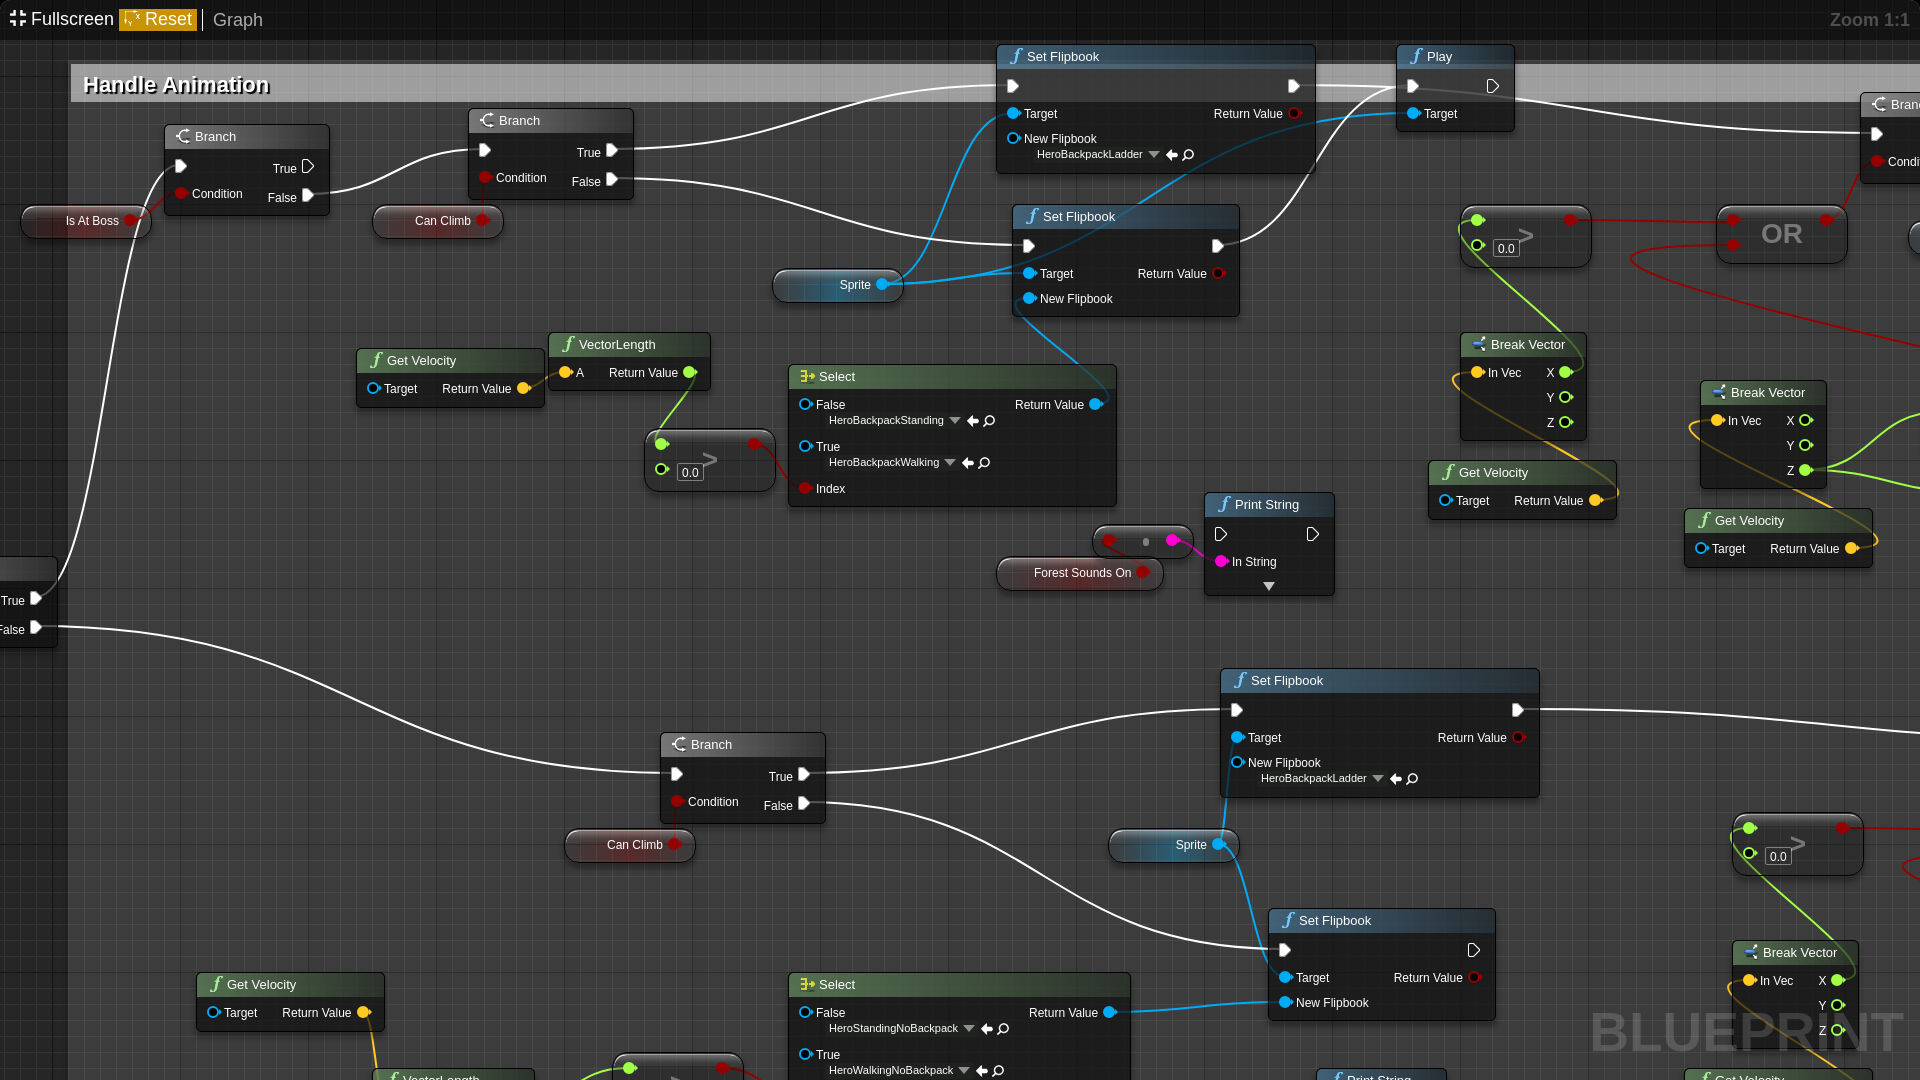 Fullscreen Reset Graph Zoom 1:1
Handle Animation
Set Flipbook
Target Return Value
New Flipbook
HeroBackpackLadder
Play
Target
Branch
True
Condition
False
Is At Boss
Branch
True
Condition
False
Can Climb
Set Flipbook
Target Return Value
New Flipbook
Sprite
>
0.0
OR
Get Velocity
Target Return Value
VectorLength
A Return Value
Select
False Return Value
HeroBackpackStanding
True
HeroBackpackWalking
Index
>
0.0
Break Vector
In Vec X
Y
Z
Break Vector
In Vec X
Y
Z
Get Velocity
Target Return Value
Get Velocity
Target Return Value
Print String
In String
Forest Sounds On
True
False
Set Flipbook
Target Return Value
New Flipbook
HeroBackpackLadder
Branch
True
Condition
False
Can Climb
Sprite
>
0.0
Set Flipbook
Target Return Value
New Flipbook
Break Vector
In Vec X
Y
Z
BLUEPRINT
Get Velocity
Target Return Value
Select
False Return Value
HeroStandingNoBackpack
True
HeroWalkingNoBackpack
VectorLength
Print String
Get Velocity